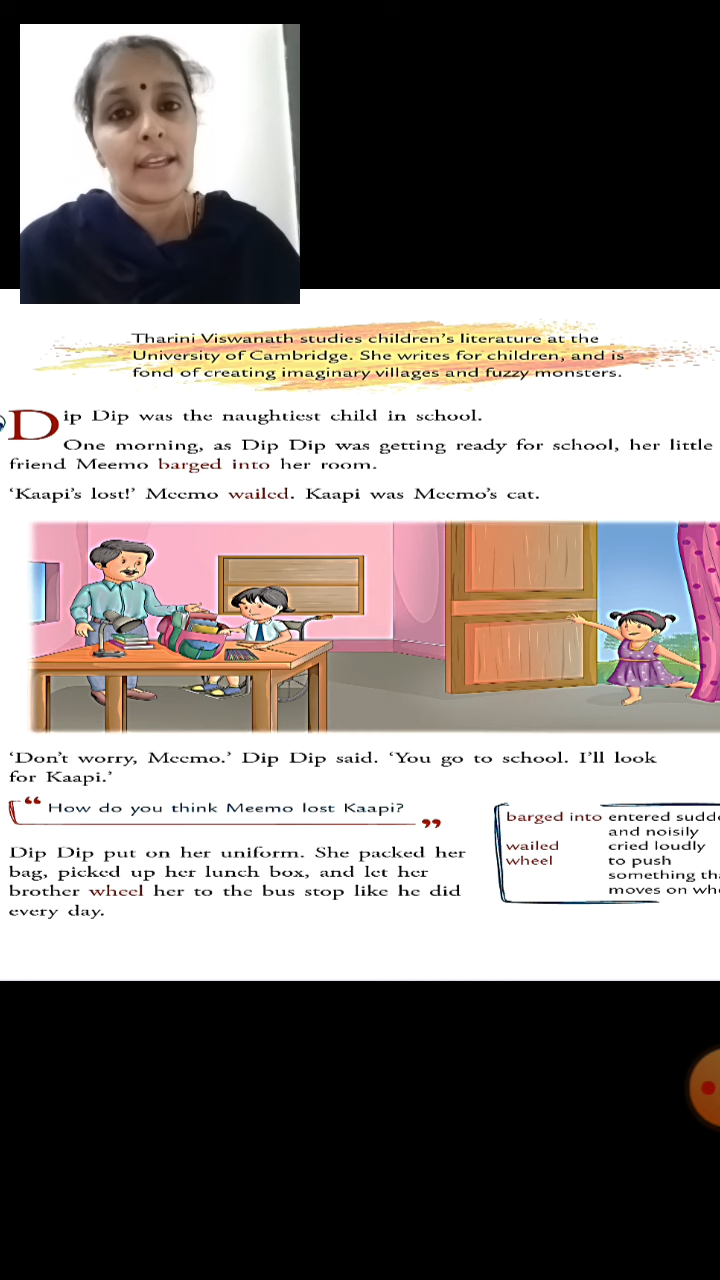 Tharini Viswanath studies children's literature at the
University of Cambridge. She writes for children, and is
fond of creating imaginary villages and fuzzy monsters.
Dip Dip was the naughtiest child in school.
One morning, as Dip Dip was getting ready for school, her little
friend Meemo barged into her room.
‘Kaapi's lost!’ Meemo wailed. Kaapi was Meemo's cat.
‘Don't worry, Meemo.’ Dip Dip said. ‘You go to school. I'll look
for Kaapi.’
“ How do you think Meemo lost Kaapi? ”
Dip Dip put on her uniform. She packed her
bag, picked up her lunch box, and let her
brother wheel her to the bus stop like he did
every day.
barged into entered sudd
and noisily
wailed cried loudly
wheel to push
something th
moves on wh